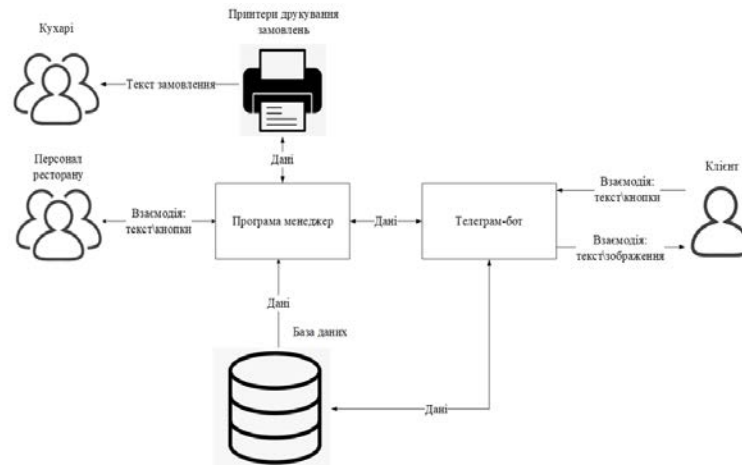 Кухарі
Принтери друкування
замовлень
Текст замовлення
Дані
Персонал
ресторану
Взаємодія:
текст\кнопки
Програма менеджер
Дані
Телеграм-бот
Взаємодія:
текст\кнопки
Клієнт
Взаємодія:
текст\зображення
Дані
База даних
Дані